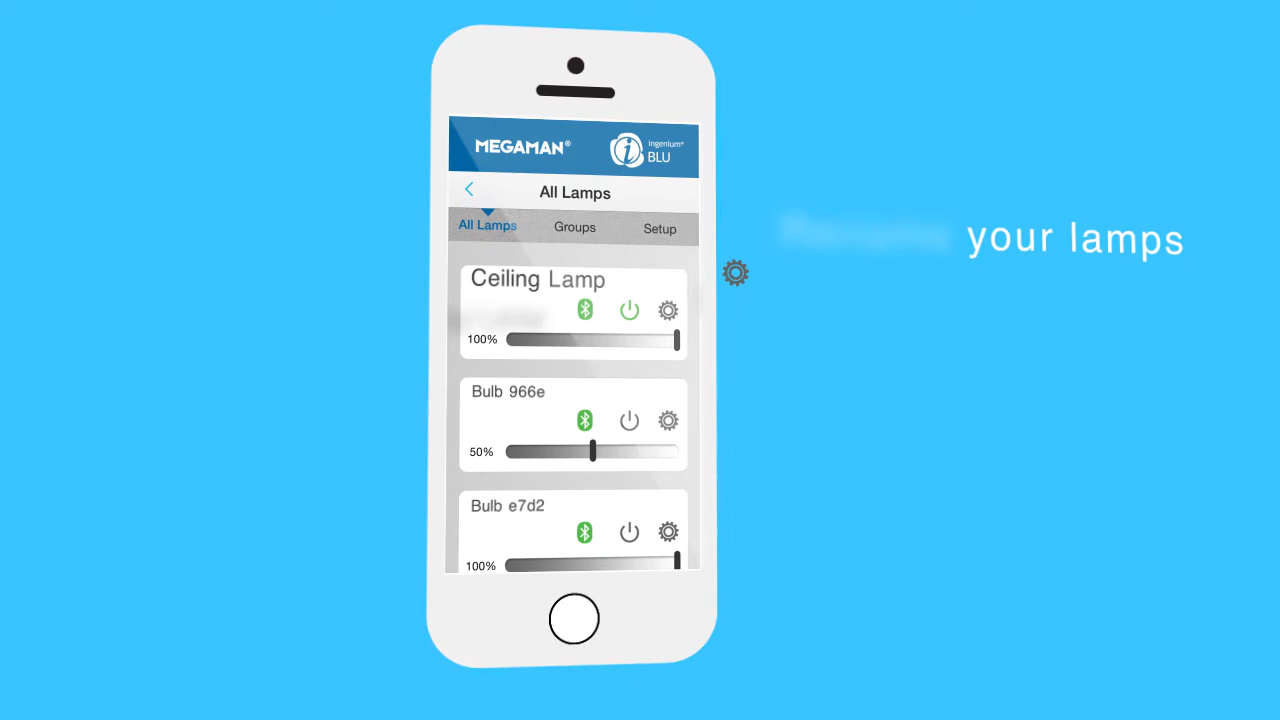 MEGAMAN®
ingenium®
BLU
All Lamps
All Lamps Groups Setup
Ceiling Lamp
100%
Bulb 966e
50%
Bulb e7d2
100%
your lamps